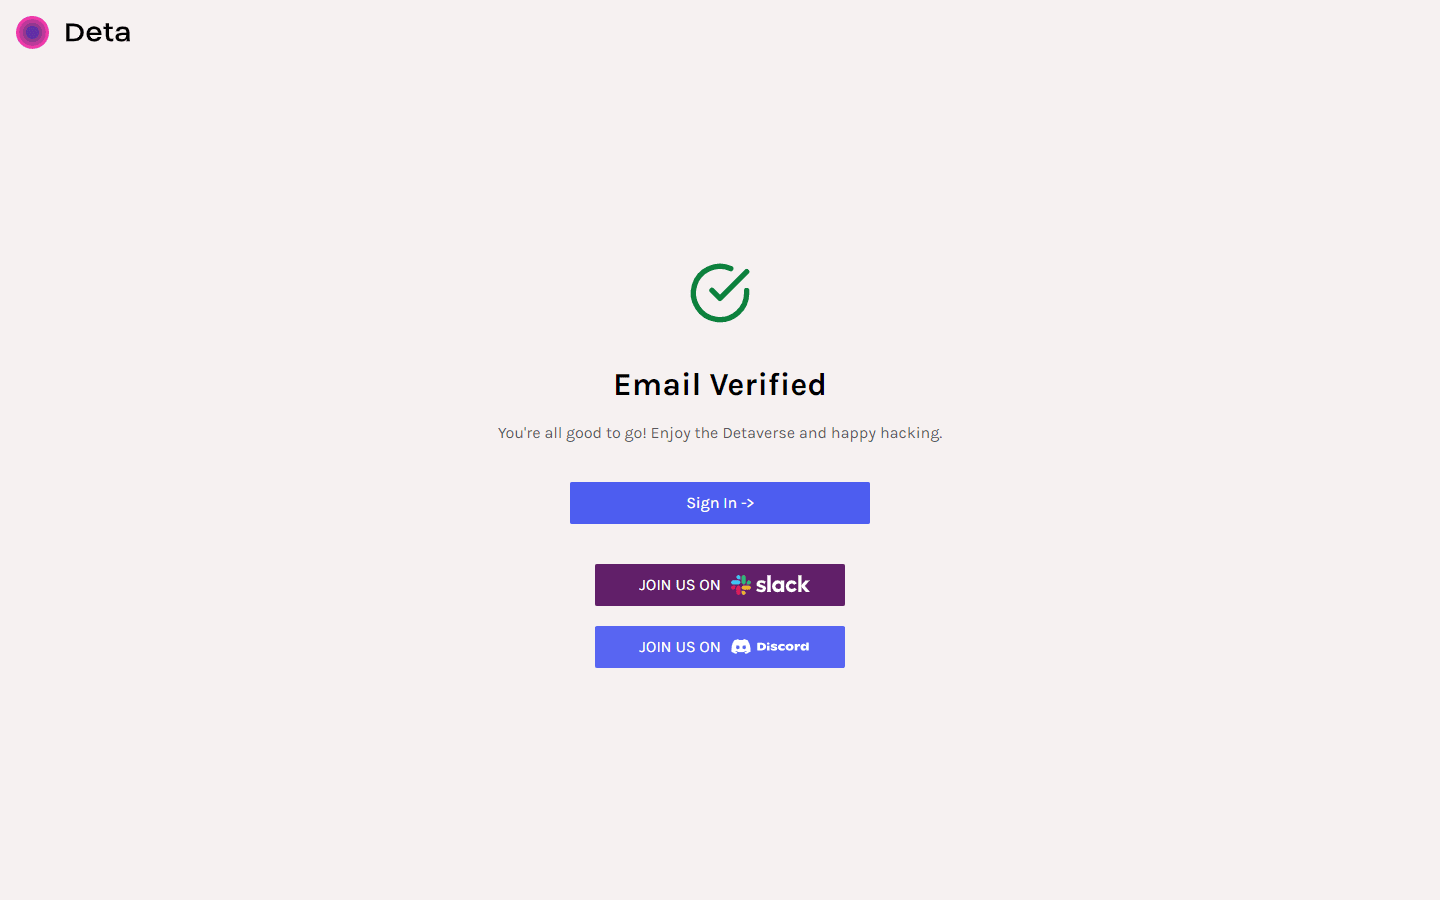 Deta
Email Verified
You're all good to go! Enjoy the Detaverse and happy hacking.
Sign In ->
JOIN US ON slack
JOIN US ON Discord